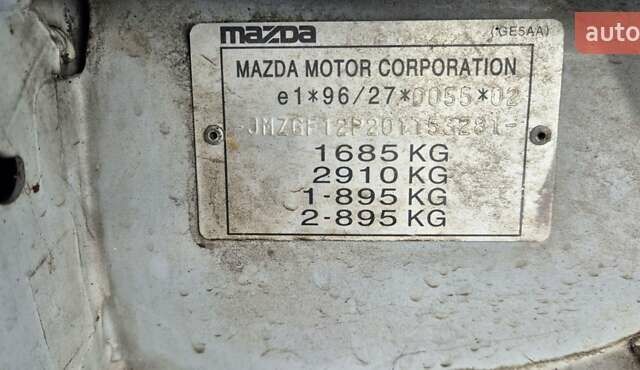 mazda
(GE5AA)
auto
MAZDA MOTOR CORPORATION
e1*96/27*0055*02
1685 KG
2910 KG
1-895 KG
2-895 KG